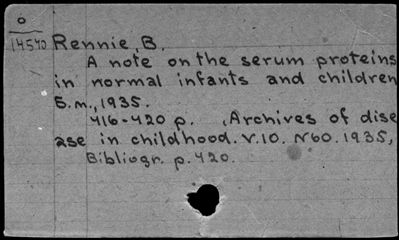 0
14540 Rennie, B.
A note on the serum proteins
in normal infants and children
Б.м., 1935.
416-420 p. (Archives of dise
ase in childhood. V.10. №60. 1935,
Bibliogr. p. 420.